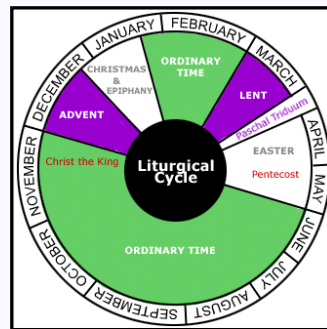 JANUARY
FEBRUARY
MARCH
APRIL
MAY
JUNE
JULY
AUGUST
SEPTEMBER
OCTOBER
NOVEMBER
DECEMBER
ORDINARY
TIME
CHRISTMAS
&
EPIPHANY
ADVENT
LENT
Paschal Triduum
EASTER
Pentecost
Christ the King
Liturgical
Cycle
ORDINARY TIME